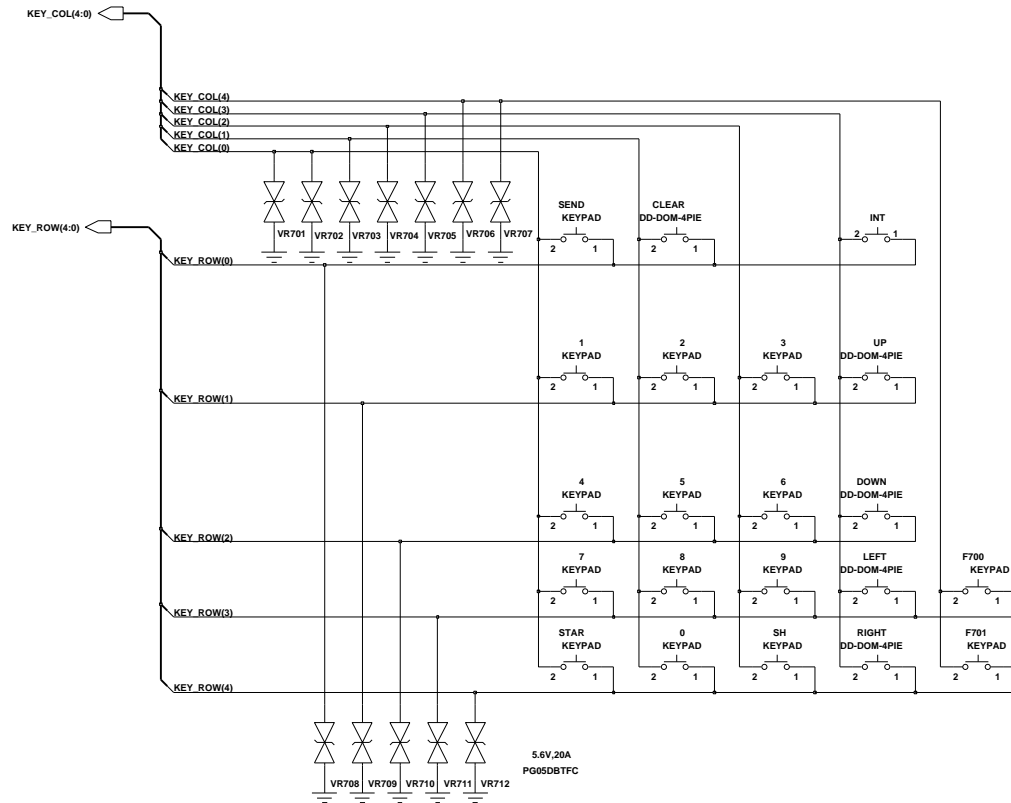 KEY_COL(4:0)
KEY_COL(4)
KEY_COL(3)
KEY_COL(2)
KEY_COL(1)
KEY_COL(0)
SEND
KEYPAD
2 1
CLEAR
DD-DOM-4PIE
2 1
INT
2 1
VR701 VR702 VR703 VR704 VR705 VR706 VR707
KEY_ROW(4:0)
KEY_ROW(0)
1
KEYPAD
2 1
2
KEYPAD
2 1
3
KEYPAD
2 1
UP
DD-DOM-4PIE
2 1
KEY_ROW(1)
4
KEYPAD
2 1
5
KEYPAD
2 1
6
KEYPAD
2 1
DOWN
DD-DOM-4PIE
2 1
KEY_ROW(2)
7
KEYPAD
2 1
8
KEYPAD
2 1
9
KEYPAD
2 1
LEFT
DD-DOM-4PIE
2 1
F700
KEYPAD
2 1
KEY_ROW(3)
STAR
KEYPAD
2 1
0
KEYPAD
2 1
SH
KEYPAD
2 1
RIGHT
DD-DOM-4PIE
2 1
F701
KEYPAD
2 1
KEY_ROW(4)
VR708 VR709 VR710 VR711 VR712
5.6V,20A
PG05DBTFC